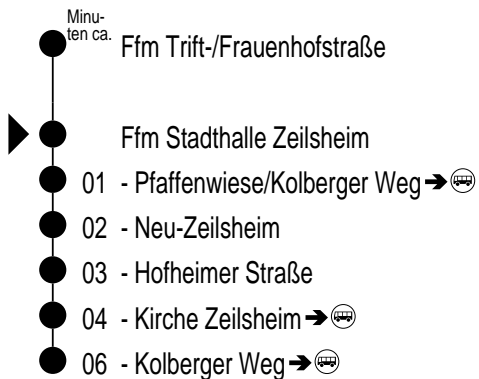 Minu-
ten ca.
Ffm Trift-/Frauenhofstraße
Ffm Stadthalle Zeilsheim
01 - Pfaffenwiese/Kolberger Weg➔
02 - Neu-Zeilsheim
03 - Hofheimer Straße
04 - Kirche Zeilsheim➔
06 - Kolberger Weg➔